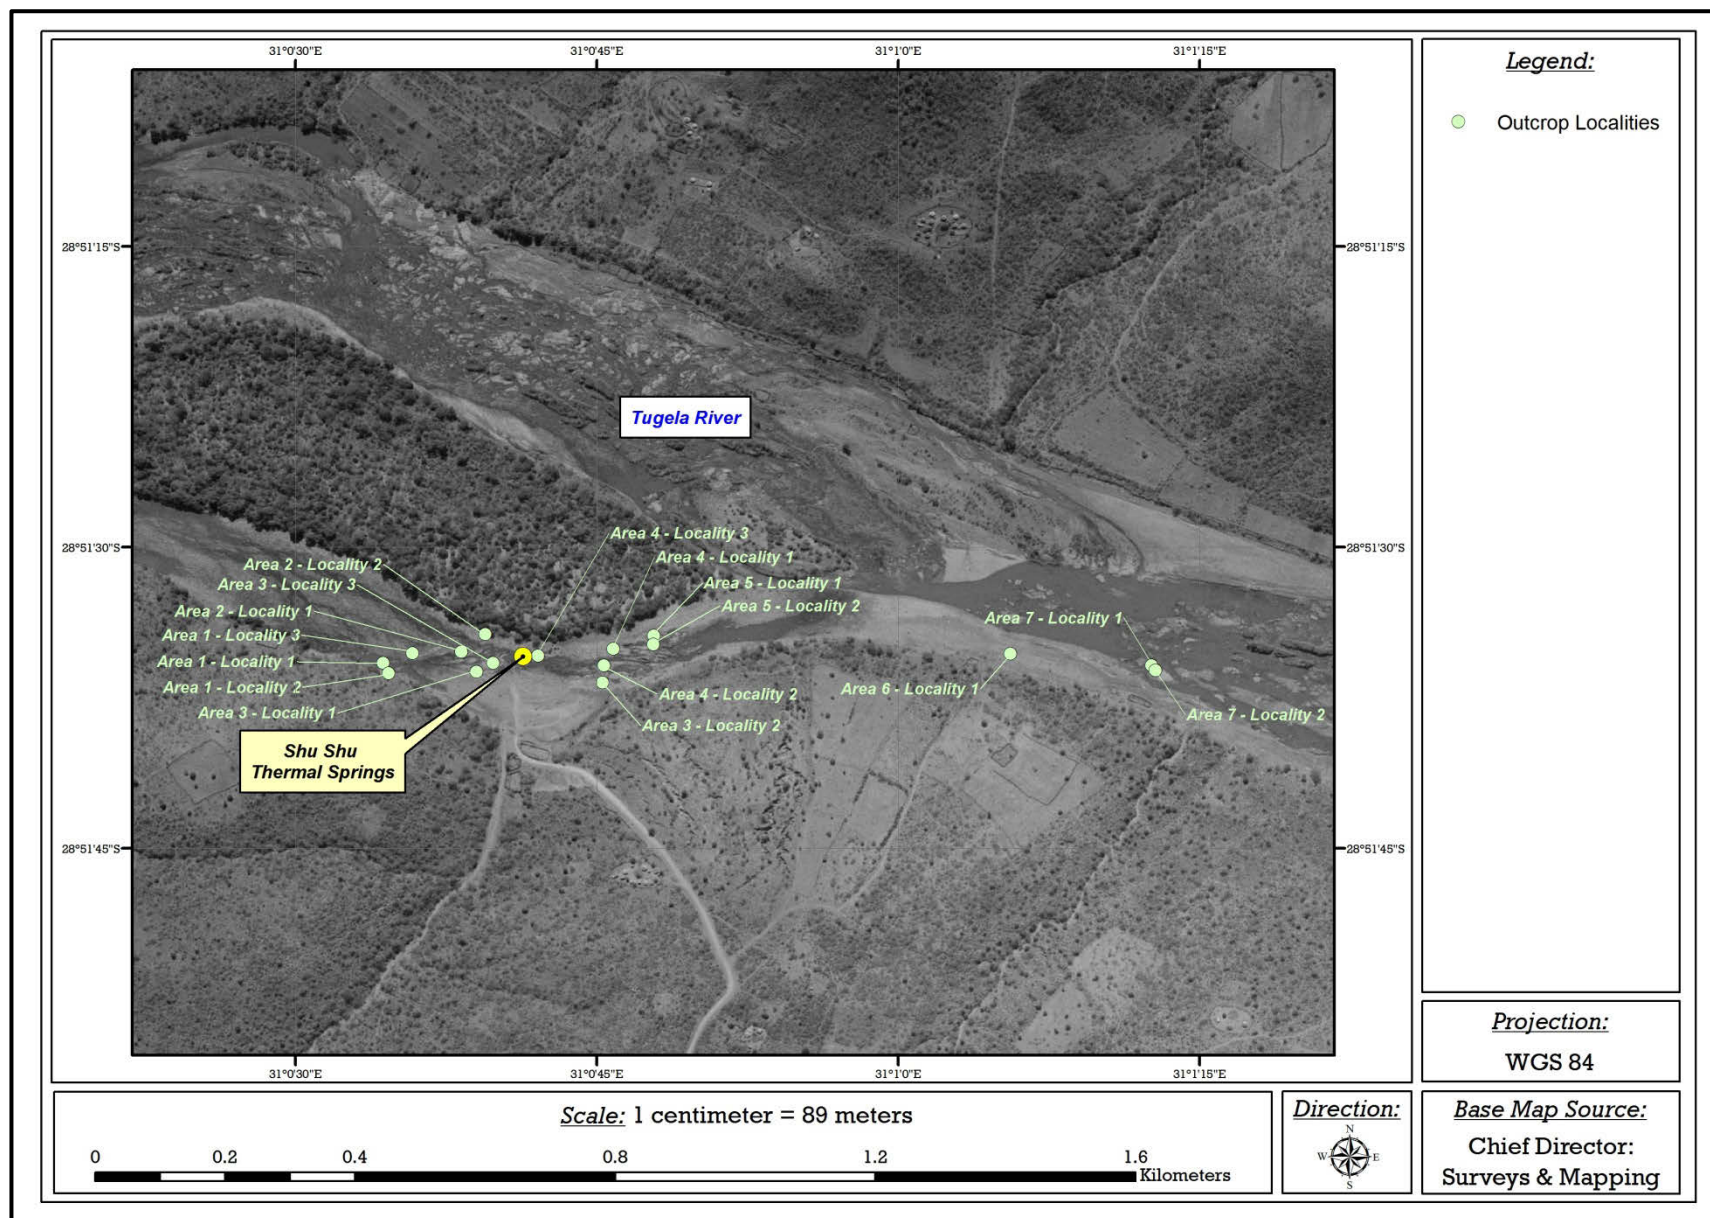 31°0'30"E
31°0'45"E
31°1'0"E
31°1'15"E
Legend:
Outcrop Localities
28°51'15"S
28°51'15"S
Tugela River
28°51'30"S
28°51'30"S
Area 4 - Locality 3
Area 4 - Locality 1
Area 2 - Locality 2
Area 3 - Locality 3
Area 5 - Locality 1
Area 5 - Locality 2
Area 2 - Locality 1
Area 7 - Locality 1
Area 1 - Locality 3
Area 1 - Locality 1
Area 1 - Locality 2
Area 6 - Locality 1
Area 4 - Locality 2
Area 3 - Locality 1
Area 7 - Locality 2
Area 3 - Locality 2
Shu Shu
Thermal Springs
28°51'45"S
28°51'45"S
31°0'30"E
31°0'45"E
31°1'0"E
31°1'15"E
Projection:
WGS 84
Scale: 1 centimeter = 89 meters
0 0.2 0.4 0.8 1.2 1.6
Kilometers
Direction:
N
W E
S
Base Map Source:
Chief Director:
Surveys & Mapping